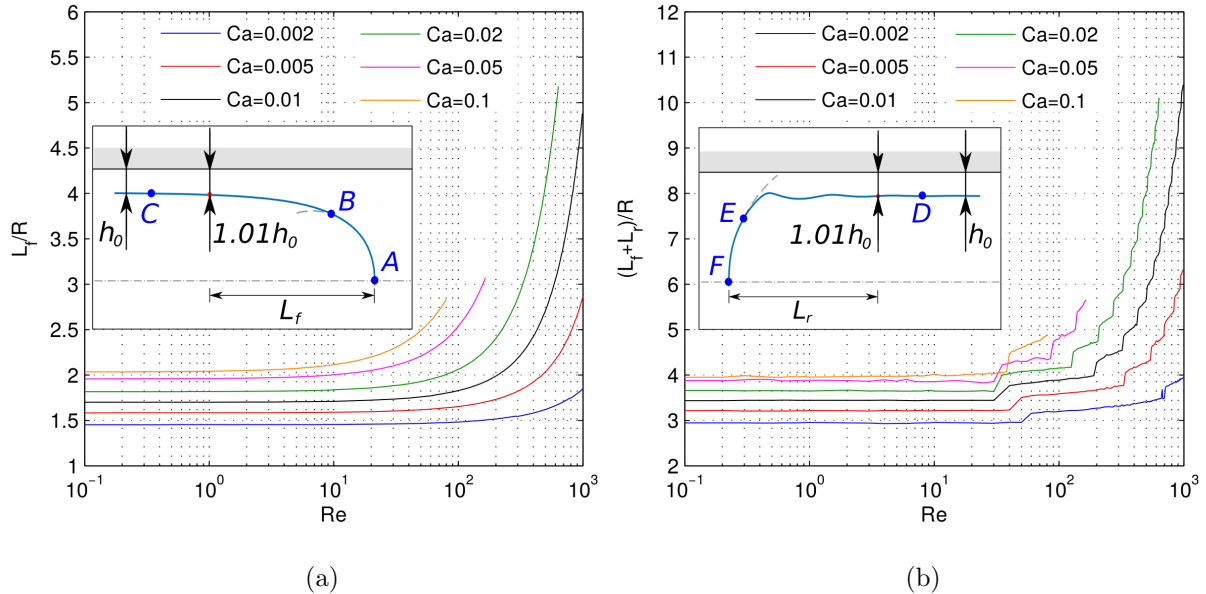 6
5.5
5
4.5
4
3.5
3
2.5
2
1.5
1
L_f/R
Ca=0.002
Ca=0.005
Ca=0.01
Ca=0.02
Ca=0.05
Ca=0.1
C
B
A
h_0
1.01h_0
L_f
10^-1
10^0
10^1
10^2
10^3
Re
(a)
12
11
10
9
8
7
6
5
4
3
2
(L_f+L_r)/R
Ca=0.002
Ca=0.005
Ca=0.01
Ca=0.02
Ca=0.05
Ca=0.1
E
D
F
1.01h_0
h_0
L_r
10^-1
10^0
10^1
10^2
10^3
Re
(b)